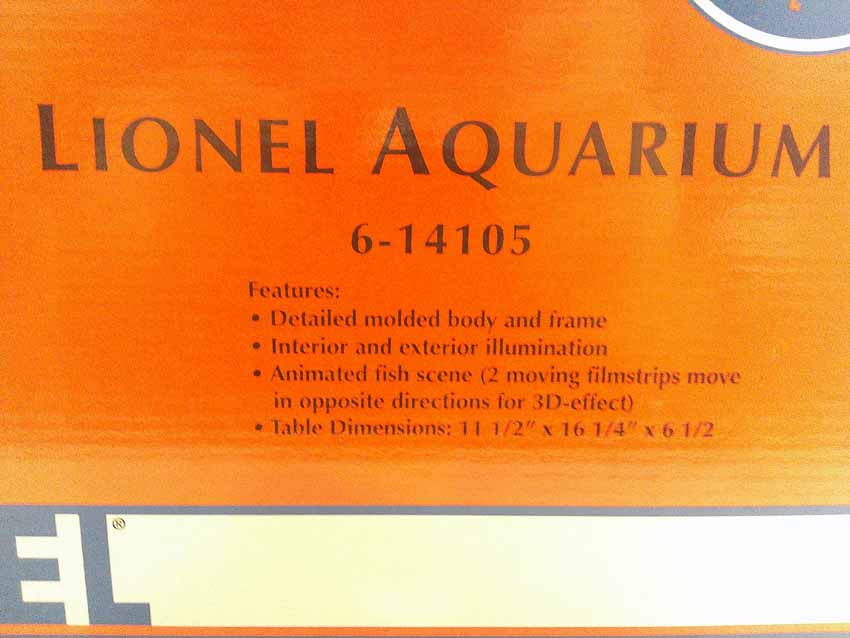 LIONEL AQUARIUM
6-14105
Features:
• Detailed molded body and frame
• Interior and exterior illumination
• Animated fish scene (2 moving filmstrips move
in opposite directions for 3D-effect)
• Table Dimensions: 11 1/2" x 16 1/4" x 6 1/2
EL®